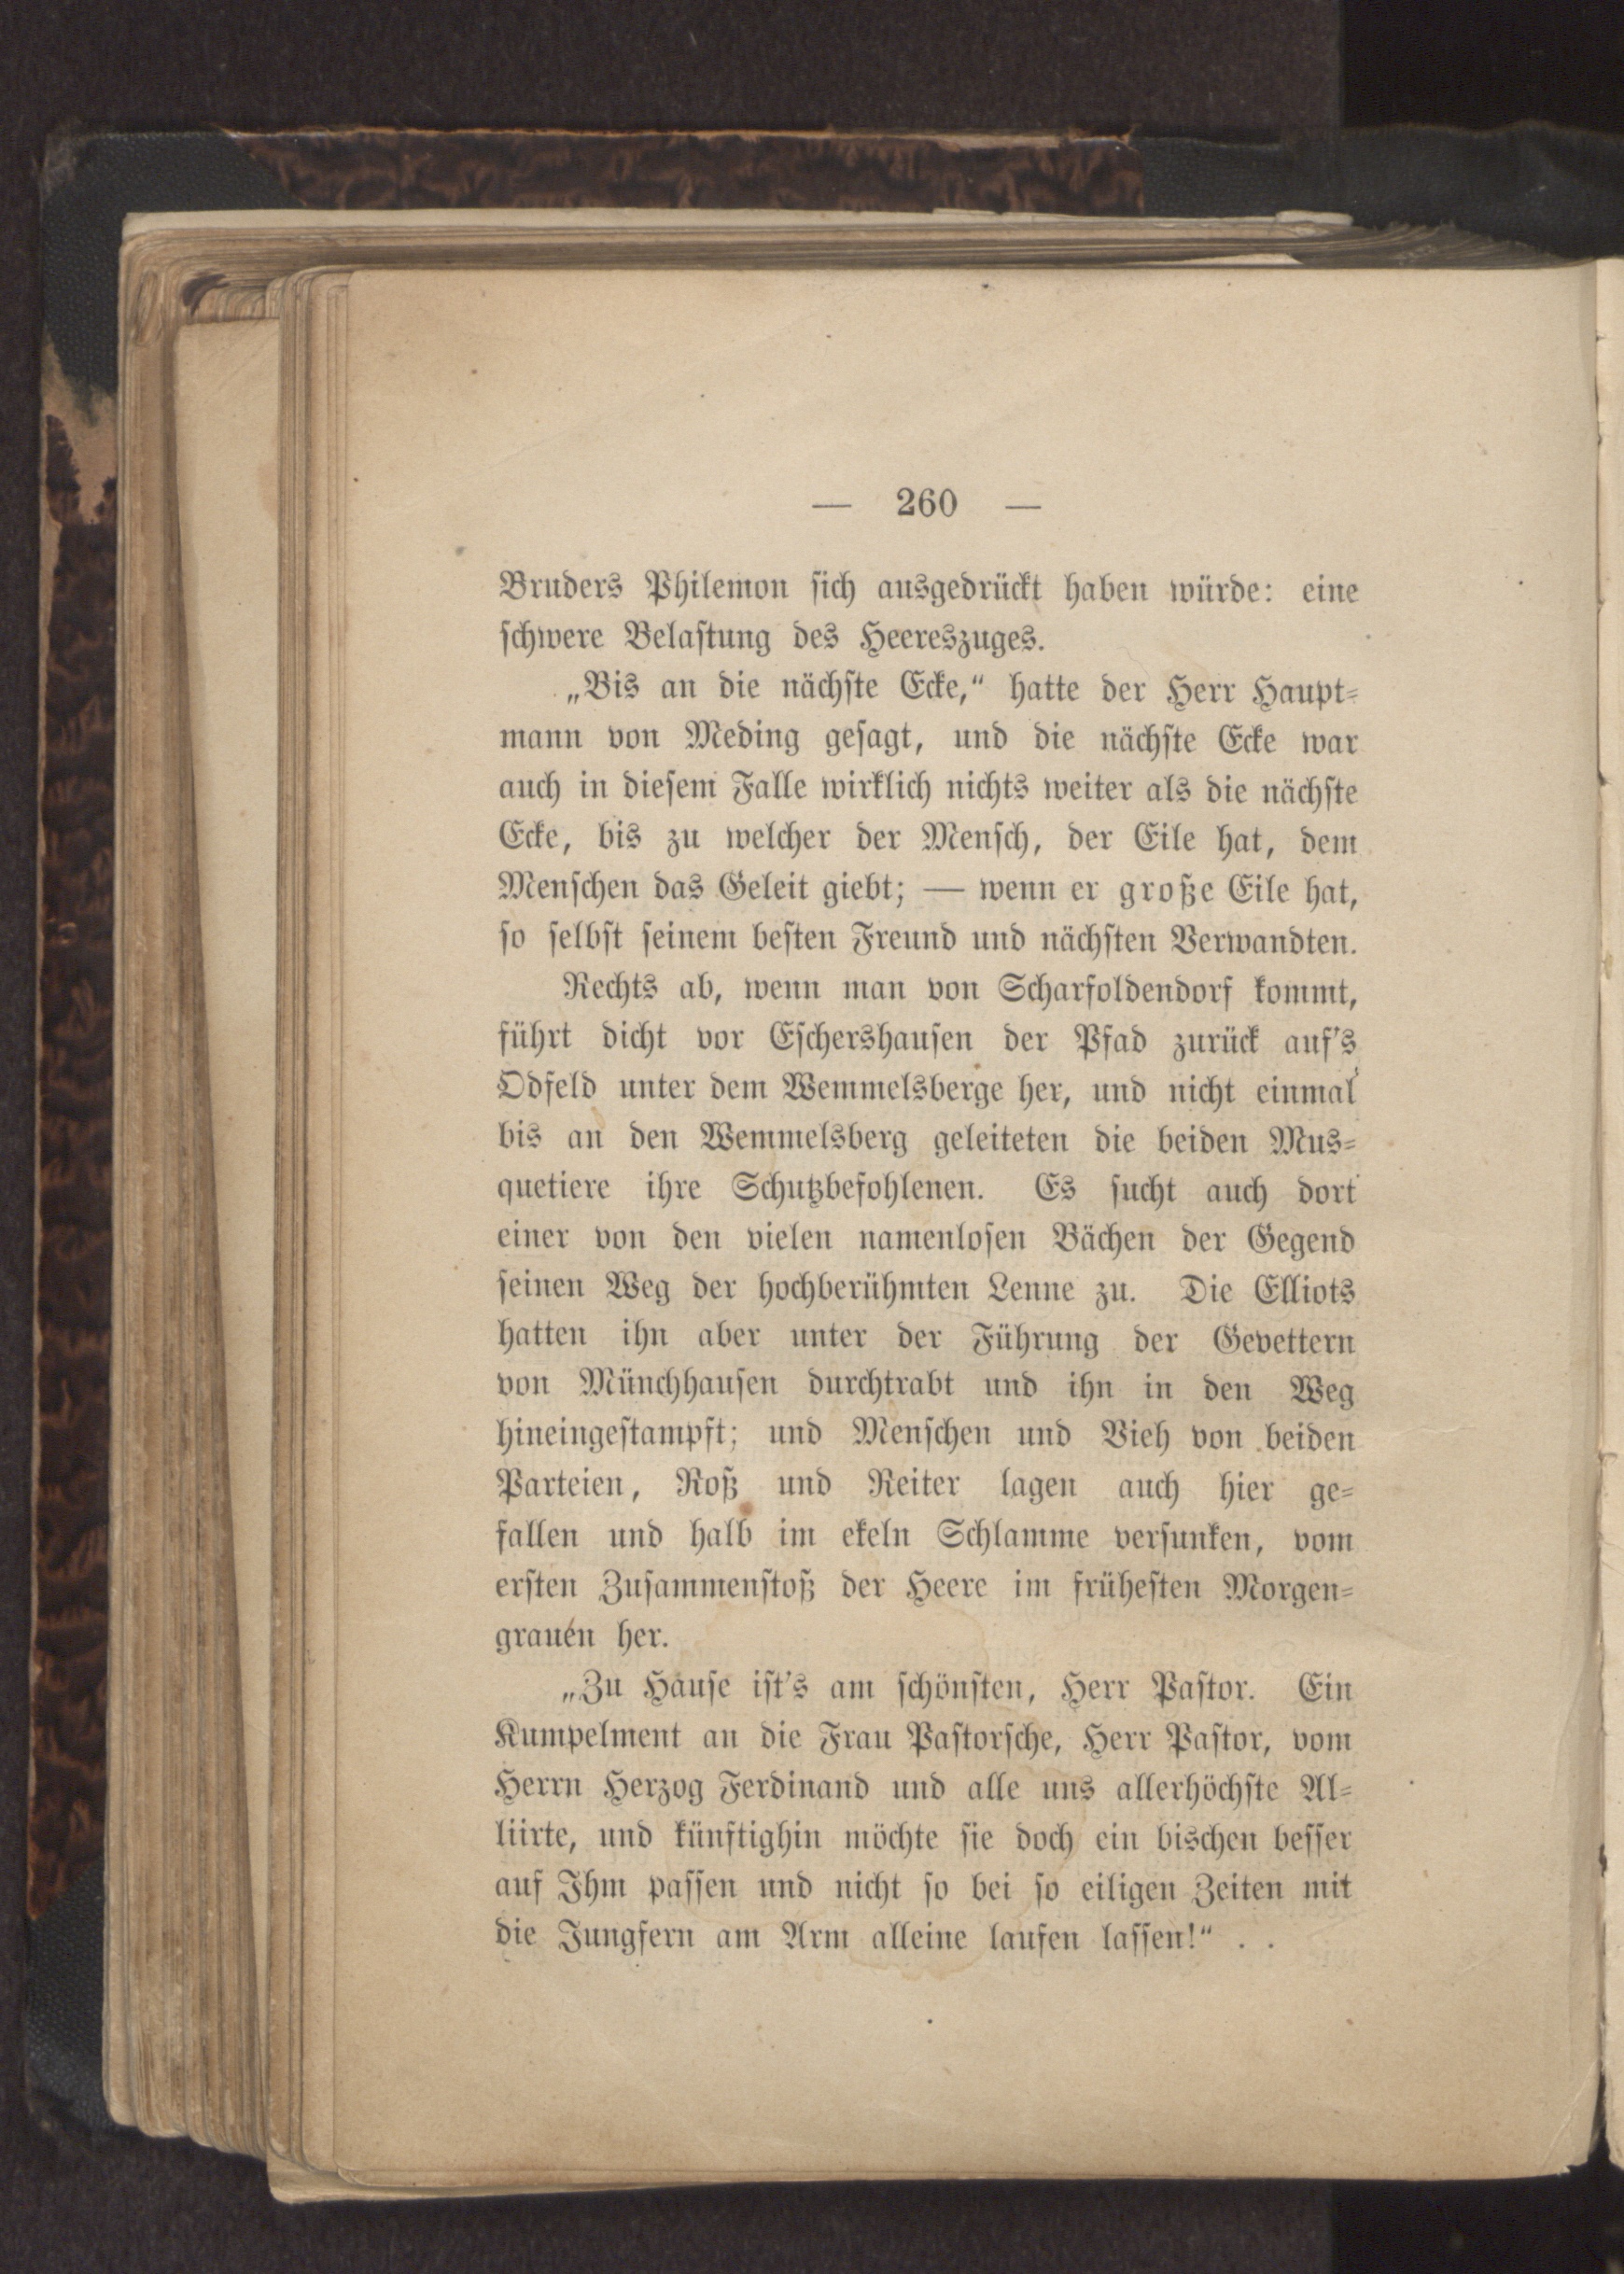 — 260 —
Bruders Philemon sich ausgedrückt haben würde: eine
schwere Belastung des Heereszuges.
„Bis an die nächste Ecke,“ hatte der Herr Haupt-
mann von Meding gesagt, und die nächste Ecke war
auch in diesem Falle wirklich nichts weiter als die nächste
Ecke, bis zu welcher der Mensch, der Eile hat, dem
Menschen das Geleit giebt; — wenn er große Eile hat,
so selbst seinem besten Freund und nächsten Verwandten.
Rechts ab, wenn man von Scharfoldendorf kommt,
führt dicht vor Eschershausen der Pfad zurück auf's
Odfeld unter dem Wemmelsberge her, und nicht einmal
bis an den Wemmelsberg geleiteten die beiden Mus-
quetiere ihre Schutzbefohlenen. Es sucht auch dort
einer von den vielen namenlosen Bächen der Gegend
seinen Weg der hochberühmten Lenne zu. Die Elliots
hatten ihn aber unter der Führung der Gevettern
von Münchhausen durchtrabt und ihn in den Weg
hineingestampft; und Menschen und Vieh von beiden
Parteien, Roß und Reiter lagen auch hier ge-
fallen und halb im ekeln Schlamme versunken, vom
ersten Zusammenstoß der Heere im frühesten Morgen-
grauen her.
„Zu Hause ist's am schönsten, Herr Pastor. Ein
Kumpelment an die Frau Pastorsche, Herr Pastor, vom
Herrn Herzog Ferdinand und alle uns allerhöchste Al-
liirte, und künftighin möchte sie doch ein bischen besser
auf Ihm passen und nicht so bei so eiligen Zeiten mit
die Jungfern am Arm alleine laufen lassen!“ . .